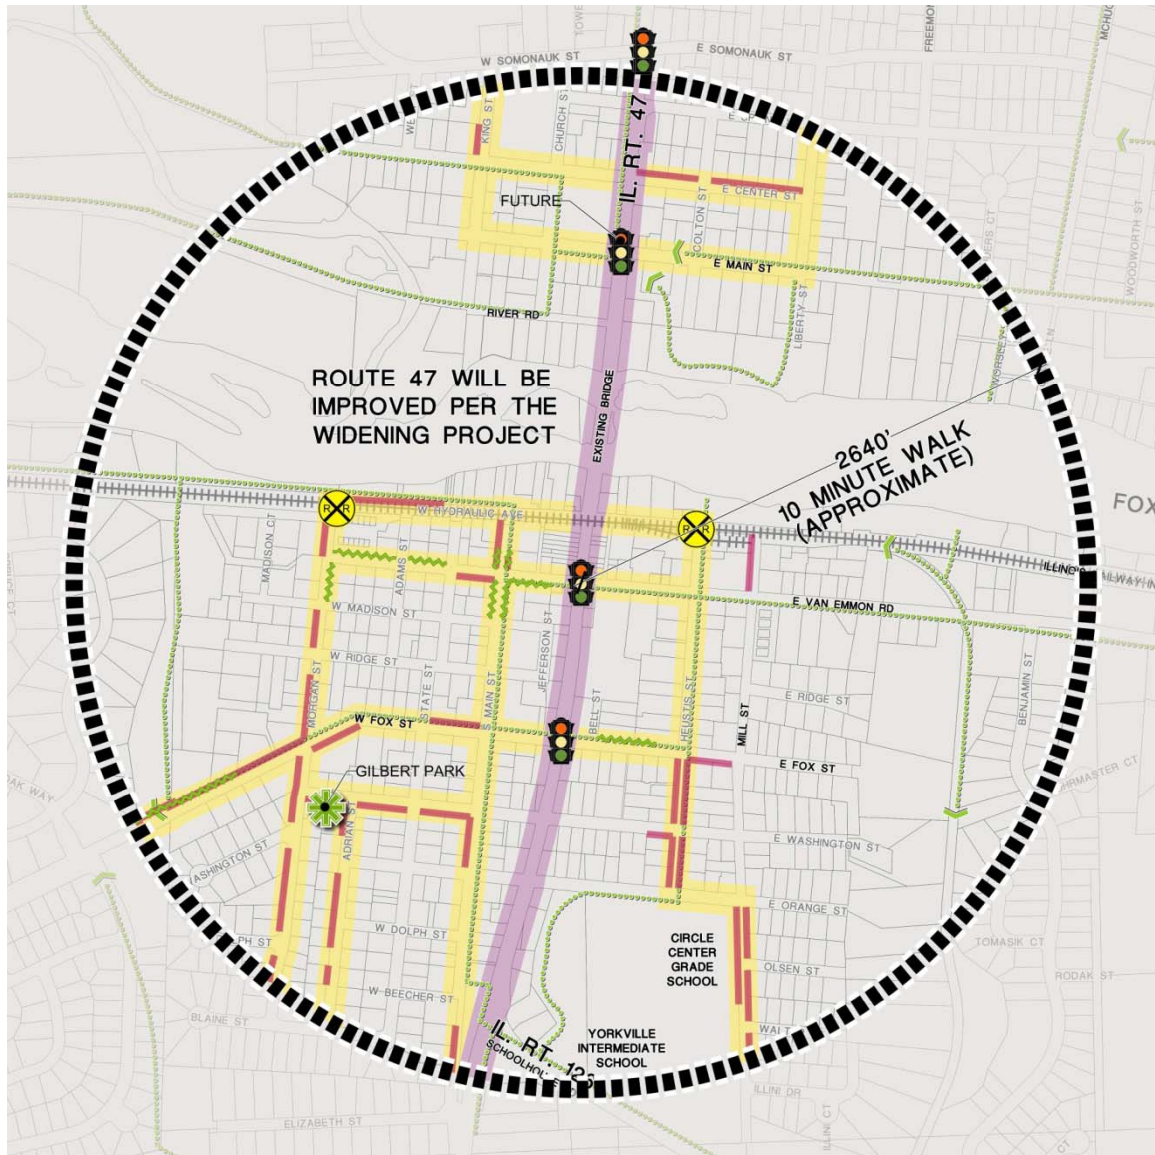 E SOMONAUK ST
W SOMONAUK ST
KING ST
CHURCH ST
IL. RT. 47
E CENTER ST
COLTON ST
FUTURE
E MAIN ST
WOODWORTH ST
LIBERTY ST
RIVER RD
ROUTE 47 WILL BE
IMPROVED PER THE
WIDENING PROJECT
EXISTING BRIDGE
2640'
10 MINUTE WALK
(APPROXIMATE)
FOX
R R
W HYDRAULIC AVE
R R
MADISON CT
ADAMS ST
E VAN EMMON RD
W MADISON ST
JEFFERSON ST
W RIDGE ST
STATE ST
S MAIN ST
MORGAN ST
BELL ST
HEUSTIS ST
E RIDGE ST
MILL ST
BENJAMIN ST
W FOX ST
E FOX ST
GILBERT PARK
ADRIAN ST
E WASHINGTON ST
E ORANGE ST
W DOLPH ST
CIRCLE
CENTER
GRADE
SCHOOL
TOMASIK CT
OLSEN ST
RODAK ST
W BEECHER ST
BLAINE ST
IL. RT. 126
YORKVILLE
INTERMEDIATE
SCHOOL
ILLINI DR
ILLINI CT
ELIZABETH ST